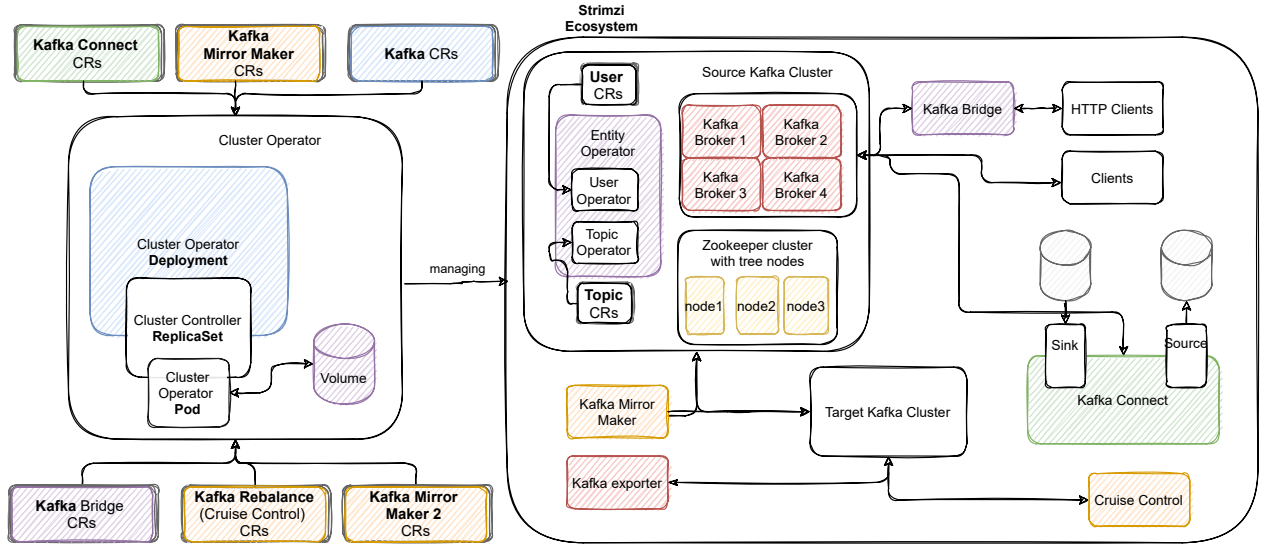 Strimzi
Ecosystem
Kafka Connect
CRs
Kafka
Mirror Maker
CRs
Kafka CRs
Cluster Operator
Cluster Operator
Deployment
Cluster Controller
ReplicaSet
Cluster
Operator
Pod
Volume
Kafka Bridge
CRs
Kafka Rebalance
(Cruise Control)
CRs
Kafka Mirror
Maker 2
CRs
managing
User
CRs
Entity
Operator
User
Operator
Topic
Operator
Topic
CRs
Source Kafka Cluster
Kafka
Broker 1
Kafka
Broker 2
Kafka
Broker 3
Kafka
Broker 4
Zookeeper cluster
with tree nodes
node1
node2
node3
Kafka Bridge
HTTP Clients
Clients
Sink
Source
Kafka Connect
Kafka Mirror
Maker
Target Kafka Cluster
Kafka exporter
Cruise Control